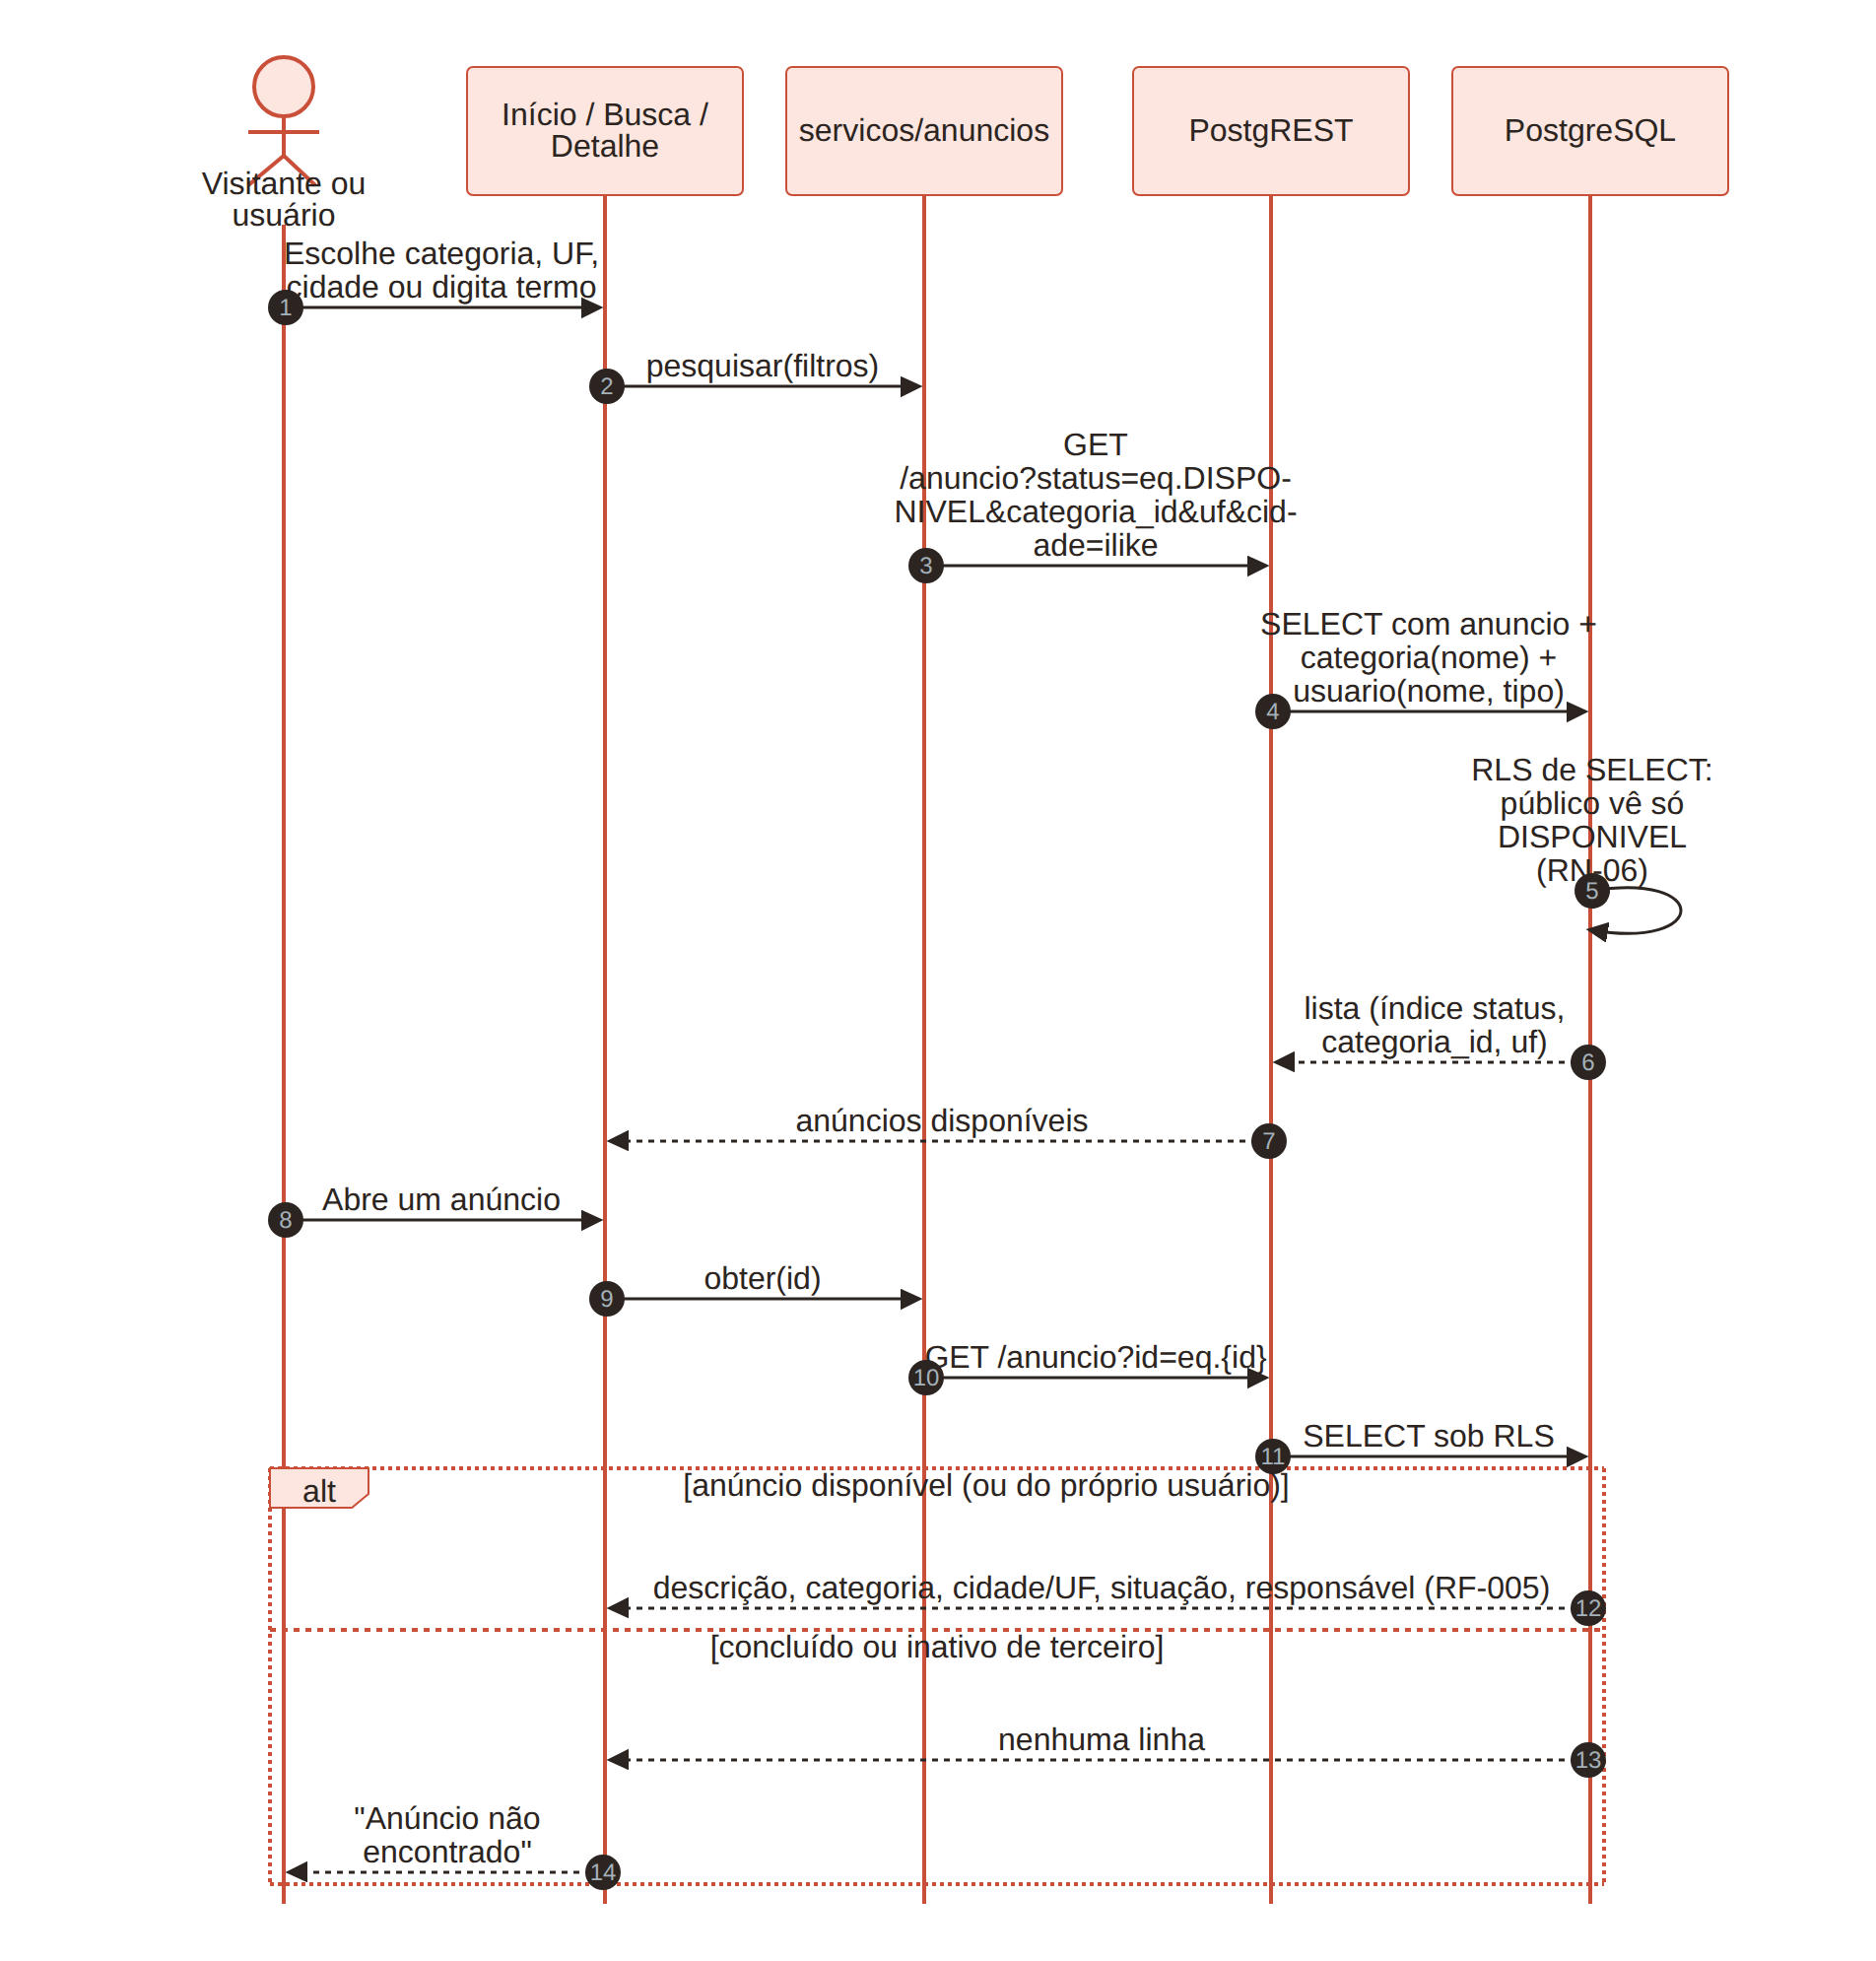 Visitante ou
usuário
Início / Busca /
Detalhe
servicos/anuncios
PostgREST
PostgreSQL
Escolhe categoria, UF,
cidade ou digita termo
1
pesquisar(filtros)
2
GET
/anuncio?status=eq.DISPO-
NIVEL&categoria_id&uf&cid-
ade=ilike
3
SELECT com anuncio +
categoria(nome) +
usuario(nome, tipo)
4
RLS de SELECT:
público vê só
DISPONIVEL
(RN-06)
5
lista (índice status,
categoria_id, uf)
6
anúncios disponíveis
7
Abre um anúncio
8
obter(id)
9
GET /anuncio?id=eq.{id}
10
SELECT sob RLS
11
alt
[anúncio disponível (ou do próprio usuário)]
descrição, categoria, cidade/UF, situação, responsável (RF-005)
12
[concluído ou inativo de terceiro]
nenhuma linha
13
"Anúncio não
encontrado"
14